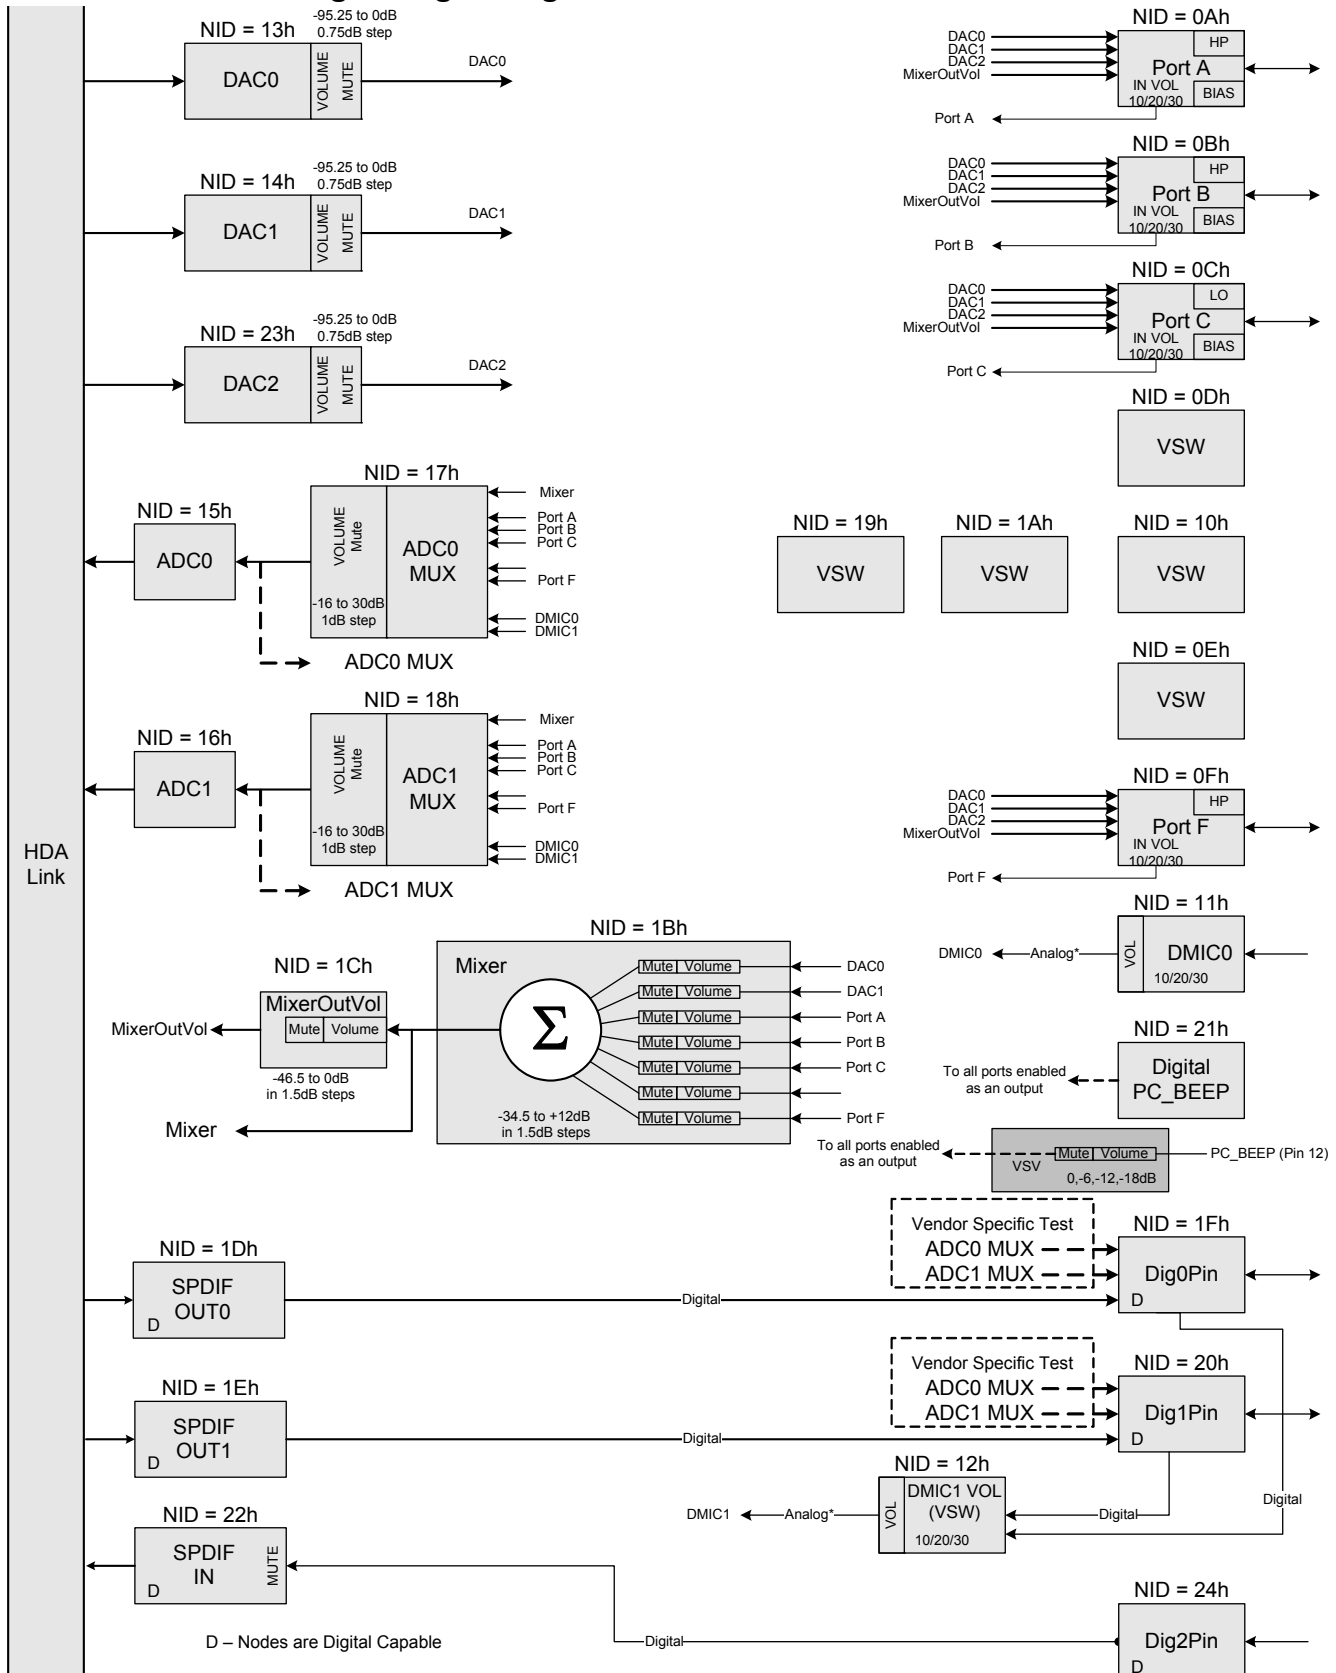 HDA
Link
NID = 13h
-95.25 to 0dB
0.75dB step
DAC0
VOLUME
MUTE
DAC0
NID = 14h
-95.25 to 0dB
0.75dB step
DAC1
VOLUME
MUTE
DAC1
NID = 23h
-95.25 to 0dB
0.75dB step
DAC2
VOLUME
MUTE
DAC2
NID = 17h
NID = 15h
ADC0
VOLUME
Mute
-16 to 30dB
1dB step
ADC0
MUX
Mixer
Port A
Port B
Port C
Port F
DMIC0
DMIC1
ADC0 MUX
NID = 18h
NID = 16h
ADC1
VOLUME
Mute
-16 to 30dB
1dB step
ADC1
MUX
Mixer
Port A
Port B
Port C
Port F
DMIC0
DMIC1
ADC1 MUX
NID = 1Bh
Mixer
Σ
-34.5 to +12dB
in 1.5dB steps
Mute Volume
DAC0
Mute Volume
DAC1
Mute Volume
Port A
Mute Volume
Port B
Mute Volume
Port C
Mute Volume
Mute Volume
Port F
NID = 1Ch
MixerOutVol
Mute Volume
MixerOutVol
-46.5 to 0dB
in 1.5dB steps
Mixer
NID = 0Ah
DAC0
DAC1
DAC2
MixerOutVol
HP
Port A
IN VOL
10/20/30
BIAS
Port A
NID = 0Bh
DAC0
DAC1
DAC2
MixerOutVol
HP
Port B
IN VOL
10/20/30
BIAS
Port B
NID = 0Ch
DAC0
DAC1
DAC2
MixerOutVol
LO
Port C
IN VOL
10/20/30
BIAS
Port C
NID = 0Dh
VSW
NID = 19h
VSW
NID = 1Ah
VSW
NID = 10h
VSW
NID = 0Eh
VSW
NID = 0Fh
DAC0
DAC1
DAC2
MixerOutVol
HP
Port F
IN VOL
10/20/30
Port F
NID = 11h
DMIC0
Analog*
VOL
DMIC0
10/20/30
NID = 21h
Digital
PC_BEEP
To all ports enabled
as an output
To all ports enabled
as an output
VSV
Mute Volume
0,-6,-12,-18dB
PC_BEEP (Pin 12)
NID = 1Dh
SPDIF
OUT0
D
Digital
Vendor Specific Test
ADC0 MUX
ADC1 MUX
NID = 1Fh
Dig0Pin
D
NID = 1Eh
SPDIF
OUT1
D
Digital
Vendor Specific Test
ADC0 MUX
ADC1 MUX
NID = 20h
Dig1Pin
D
NID = 12h
DMIC1
Analog*
VOL
DMIC1 VOL
(VSW)
10/20/30
Digital
Digital
NID = 22h
SPDIF
IN
D
MUTE
Digital
NID = 24h
Dig2Pin
D
D – Nodes are Digital Capable